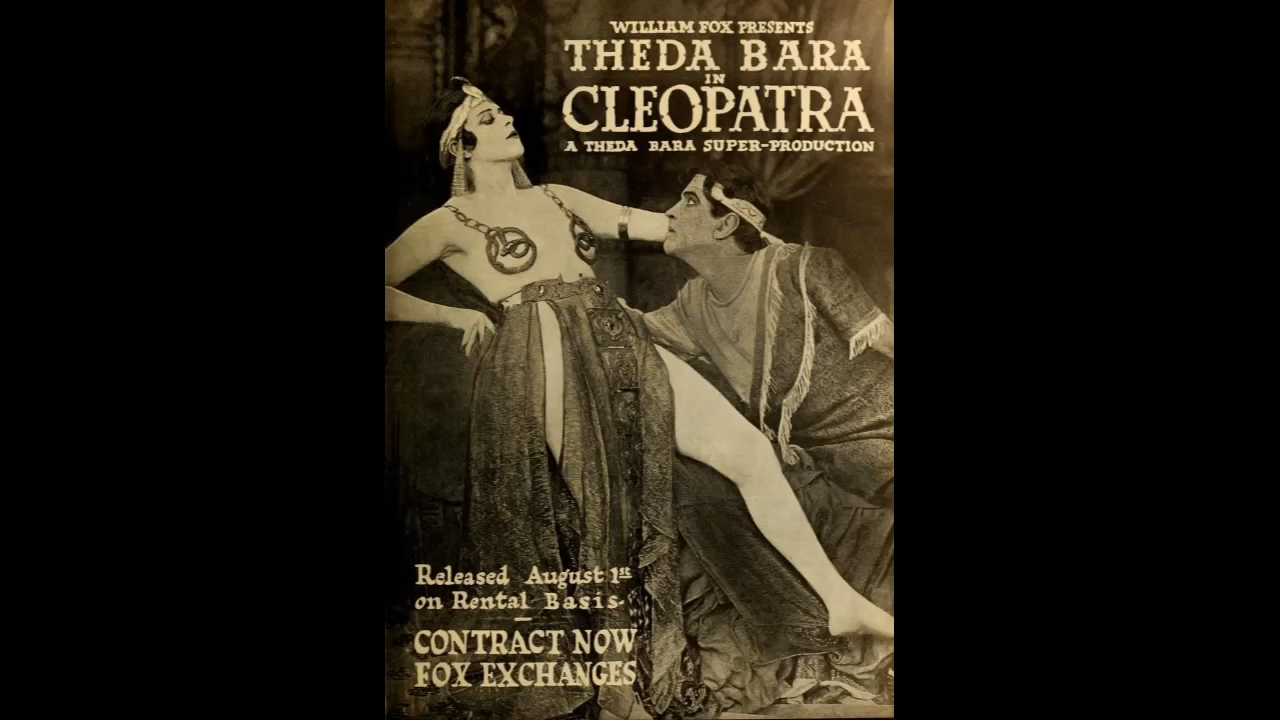 WILLIAM FOX PRESENTS
THEDA BARA
IN
CLEOPATRA
A THEDA BARA SUPER-PRODUCTION
Released August 1st
on Rental Basis-
CONTRACT NOW
FOX EXCHANGES